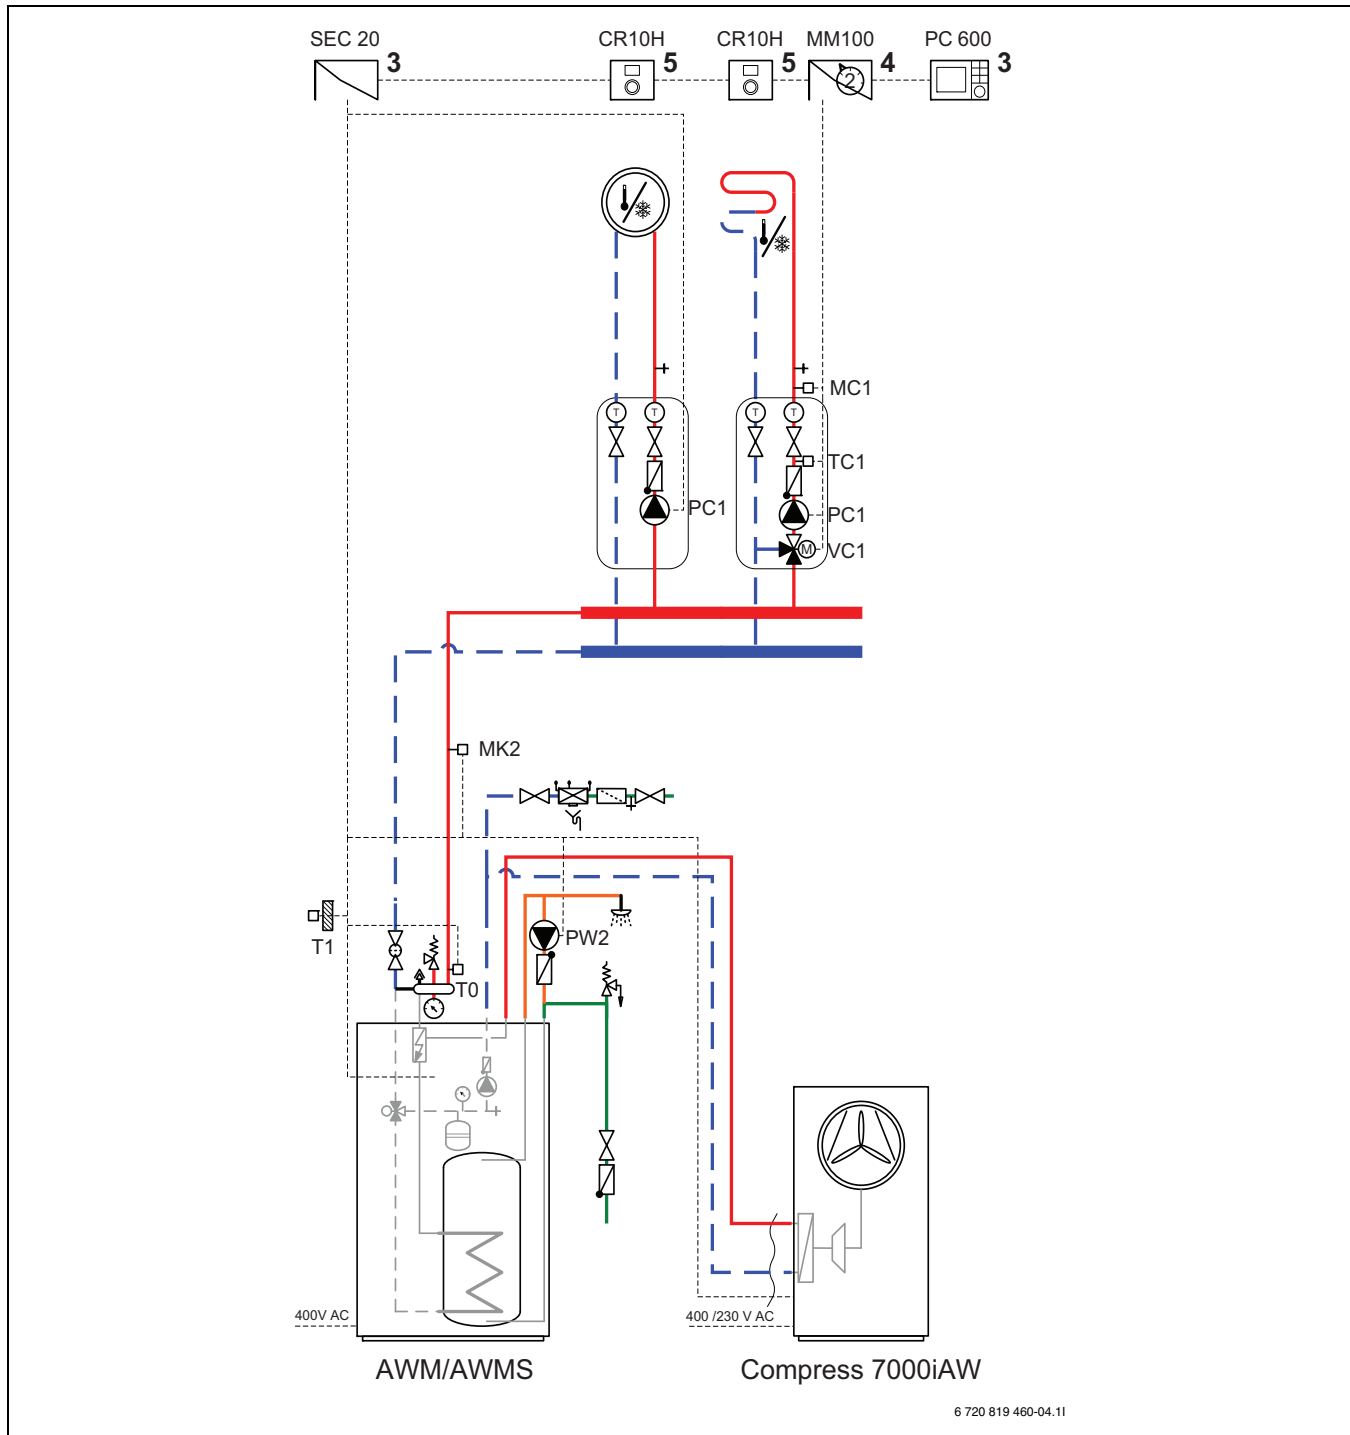 SEC 20
3
CR10H
5
CR10H
5
MM100
4
2
PC 600
3
MC1
T
T
T
T
TC1
PC1
PC1
M
VC1
MK2
T1
PW2
T0
400V AC
400 /230 V AC
AWM/AWMS
Compress 7000iAW
6 720 819 460-04.1I